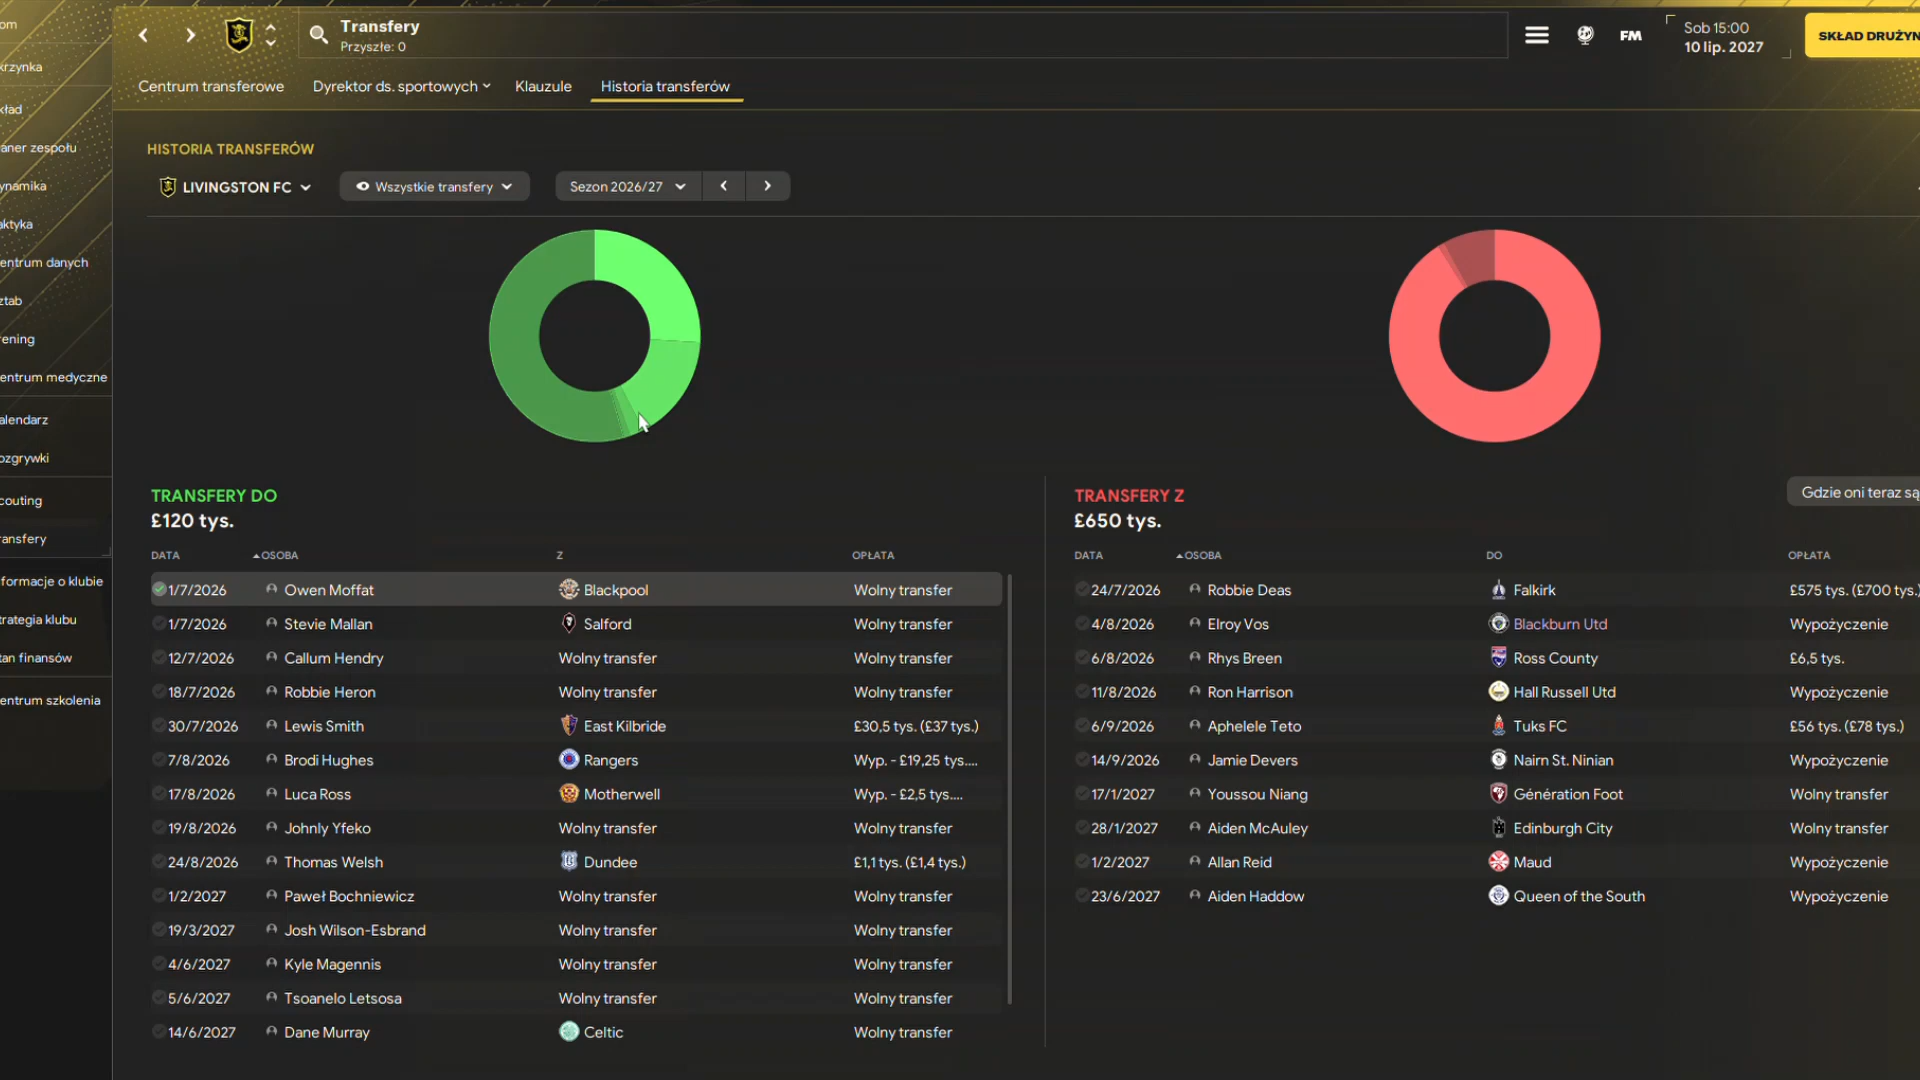 Transfery
Przyszłe: 0
FM
Sob 15:00
10 lip. 2027
SKŁAD DRUŻYN
Centrum transferowe
Dyrektor ds. sportowych
Klauzule
Historia transferów
om
krzynka
kład
aner zespołu
ynamika
aktyka
entrum danych
ztab
rening
entrum medyczne
alendarz
ozgrywki
couting
ransfery
formacje o klubie
trategia klubu
tan finansów
entrum szkolenia
HISTORIA TRANSFERÓW
LIVINGSTON FC
Wszystkie transfery
Sezon 2026/27
TRANSFERY DO
£120 tys.
DATA OSOBA Z OPŁATA
1/7/2026 Owen Moffat Blackpool Wolny transfer
1/7/2026 Stevie Mallan Salford Wolny transfer
12/7/2026 Callum Hendry Wolny transfer Wolny transfer
18/7/2026 Robbie Heron Wolny transfer Wolny transfer
30/7/2026 Lewis Smith East Kilbride £30,5 tys. (£37 tys.)
7/8/2026 Brodi Hughes Rangers Wyp. - £19,25 tys....
17/8/2026 Luca Ross Motherwell Wyp. - £2,5 tys....
19/8/2026 Johnly Yfeko Wolny transfer Wolny transfer
24/8/2026 Thomas Welsh Dundee £1,1 tys. (£1,4 tys.)
1/2/2027 Paweł Bochniewicz Wolny transfer Wolny transfer
19/3/2027 Josh Wilson-Esbrand Wolny transfer Wolny transfer
4/6/2027 Kyle Magennis Wolny transfer Wolny transfer
5/6/2027 Tsoanelo Letsosa Wolny transfer Wolny transfer
14/6/2027 Dane Murray Celtic Wolny transfer
TRANSFERY Z
£650 tys.
Gdzie oni teraz są
DATA OSOBA DO OPŁATA
24/7/2026 Robbie Deas Falkirk £575 tys. (£700 tys.)
4/8/2026 Elroy Vos Blackburn Utd Wypożyczenie
6/8/2026 Rhys Breen Ross County £6,5 tys.
11/8/2026 Ron Harrison Hall Russell Utd Wypożyczenie
6/9/2026 Aphelele Teto Tuks FC £56 tys. (£78 tys.)
14/9/2026 Jamie Devers Nairn St. Ninian Wypożyczenie
17/1/2027 Youssou Niang Génération Foot Wolny transfer
28/1/2027 Aiden McAuley Edinburgh City Wolny transfer
1/2/2027 Allan Reid Maud Wypożyczenie
23/6/2027 Aiden Haddow Queen of the South Wypożyczenie